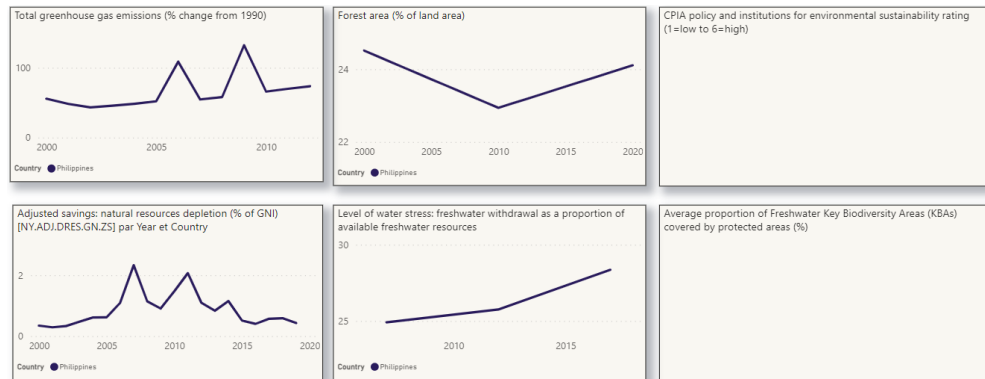 Total greenhouse gas emissions (% change from 1990)
100
0
2000
2005
2010
Country Philippines
Forest area (% of land area)
24
22
2000
2005
2010
2015
2020
Country Philippines
CPIA policy and institutions for environmental sustainability rating
(1=low to 6=high)
Adjusted savings: natural resources depletion (% of GNI)
[NY.ADJ.DRES.GN.ZS] par Year et Country
2
0
2000
2005
2010
2015
2020
Country Philippines
Level of water stress: freshwater withdrawal as a proportion of
available freshwater resources
30
25
2010
2015
Country Philippines
Average proportion of Freshwater Key Biodiversity Areas (KBAs)
covered by protected areas (%)